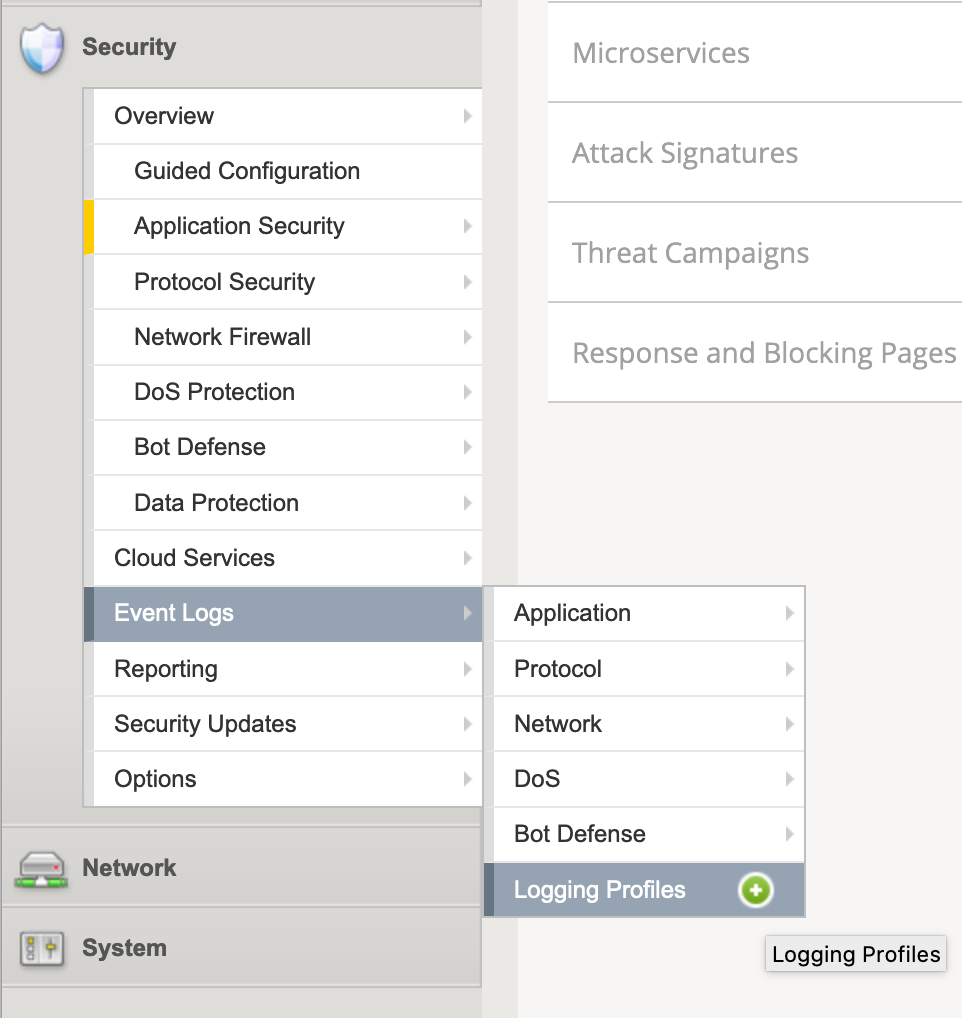 Security
Overview
Guided Configuration
Application Security
Protocol Security
Network Firewall
DoS Protection
Bot Defense
Data Protection
Cloud Services
Event Logs
Reporting
Security Updates
Options
Network
System
Application
Protocol
Network
DoS
Bot Defense
Logging Profiles
Logging Profiles
Microservices
Attack Signatures
Threat Campaigns
Response and Blocking Pages